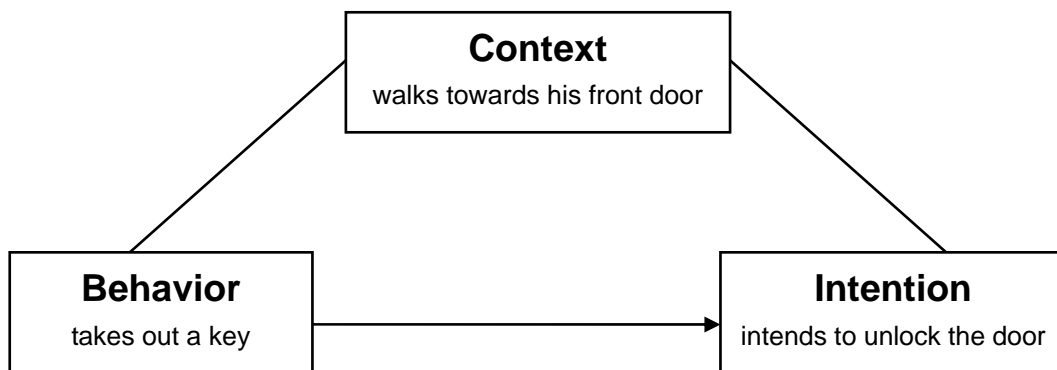 Context
walks towards his front door
Behavior
takes out a key
Intention
intends to unlock the door